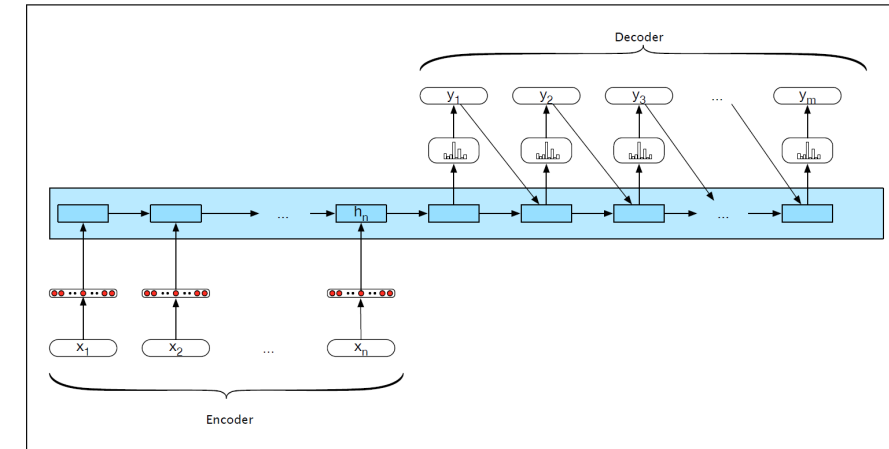 Decoder
y1 y2 y3 ... ym
... hn ...
x1 x2 ... xn
Encoder